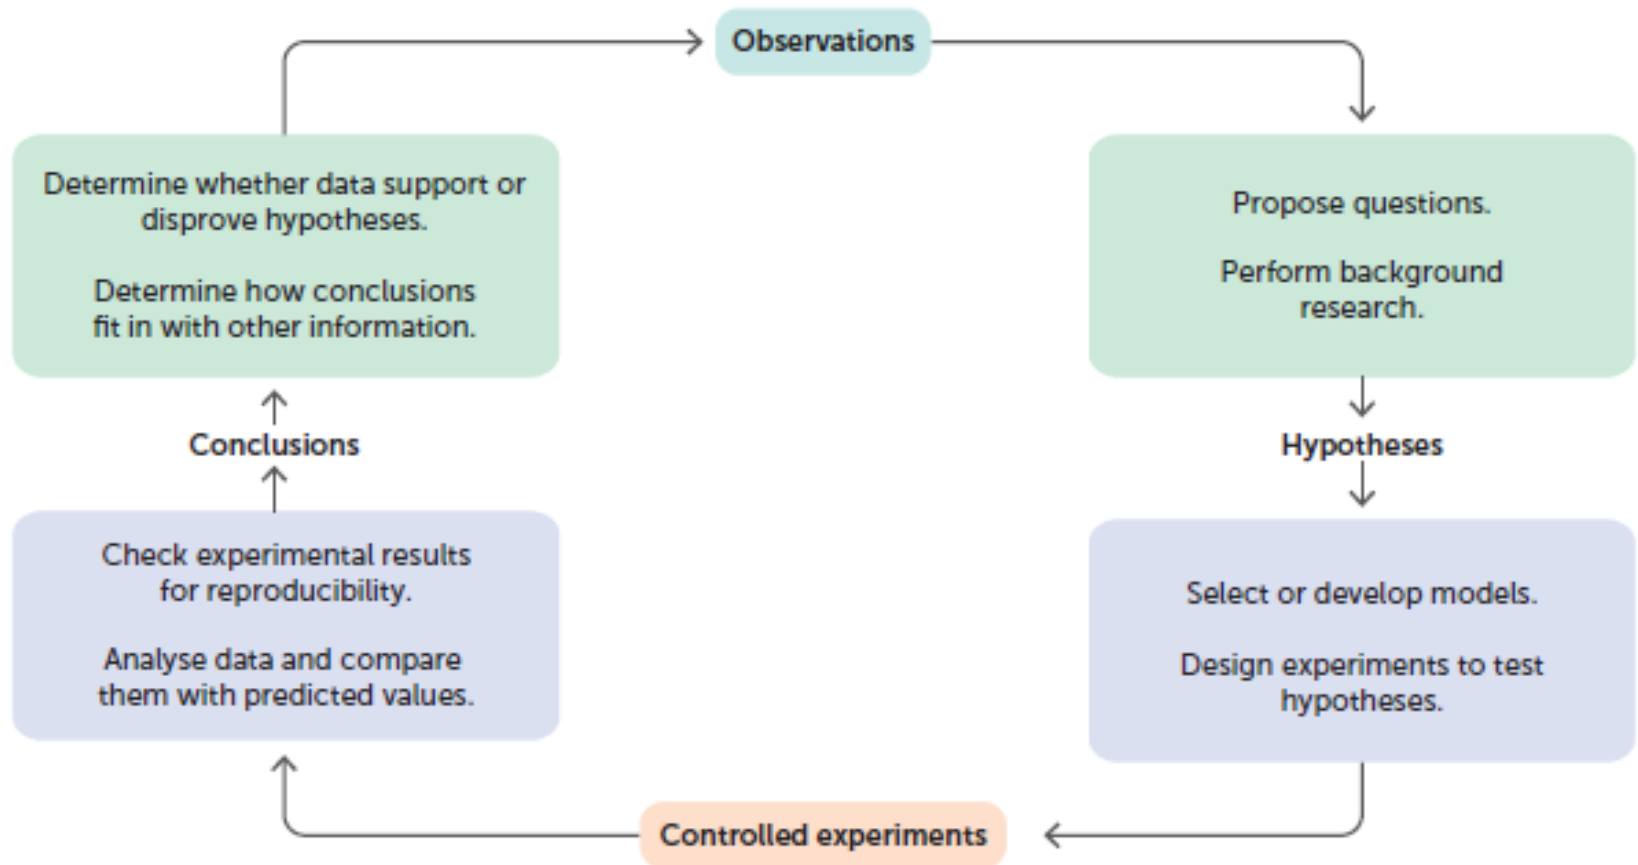 Observations
Propose questions.
Perform background
research.
Hypotheses
Select or develop models.
Design experiments to test
hypotheses.
Controlled experiments
Check experimental results
for reproducibility.
Analyse data and compare
them with predicted values.
Conclusions
Determine whether data support or
disprove hypotheses.
Determine how conclusions
fit in with other information.